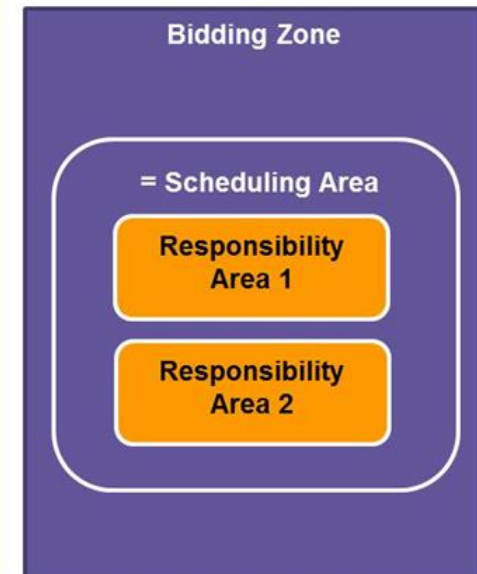 Bidding Zone
= Scheduling Area
Responsibility
Area 1
Responsibility
Area 2